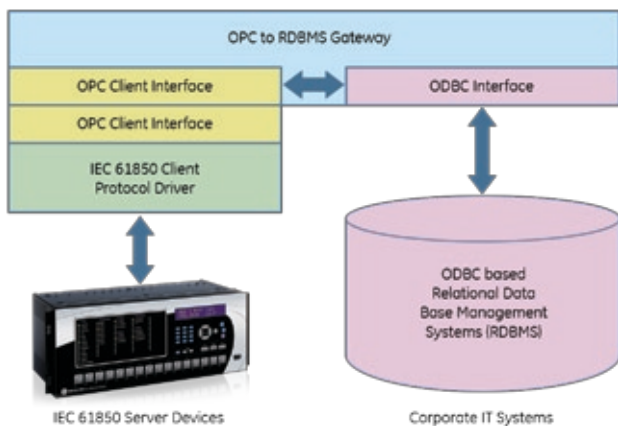 OPC to RDBMS Gateway
OPC Client Interface
ODBC Interface
OPC Client Interface
IEC 61850 Client
Protocol Driver
ODBC based
Relational Data
Base Management
Systems (RDBMS)
IEC 61850 Server Devices
Corporate IT Systems